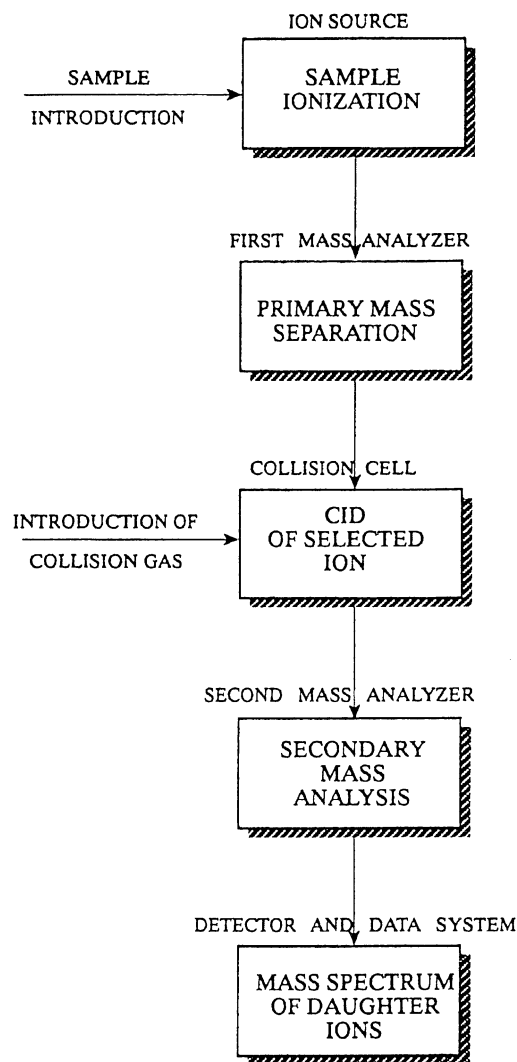 ION SOURCE
SAMPLE
INTRODUCTION
SAMPLE
IONIZATION
FIRST MASS ANALYZER
PRIMARY MASS
SEPARATION
COLLISION CELL
INTRODUCTION OF
COLLISION GAS
CID
OF SELECTED
ION
SECOND MASS ANALYZER
SECONDARY
MASS
ANALYSIS
DETECTOR AND DATA SYSTEM
MASS SPECTRUM
OF DAUGHTER
IONS